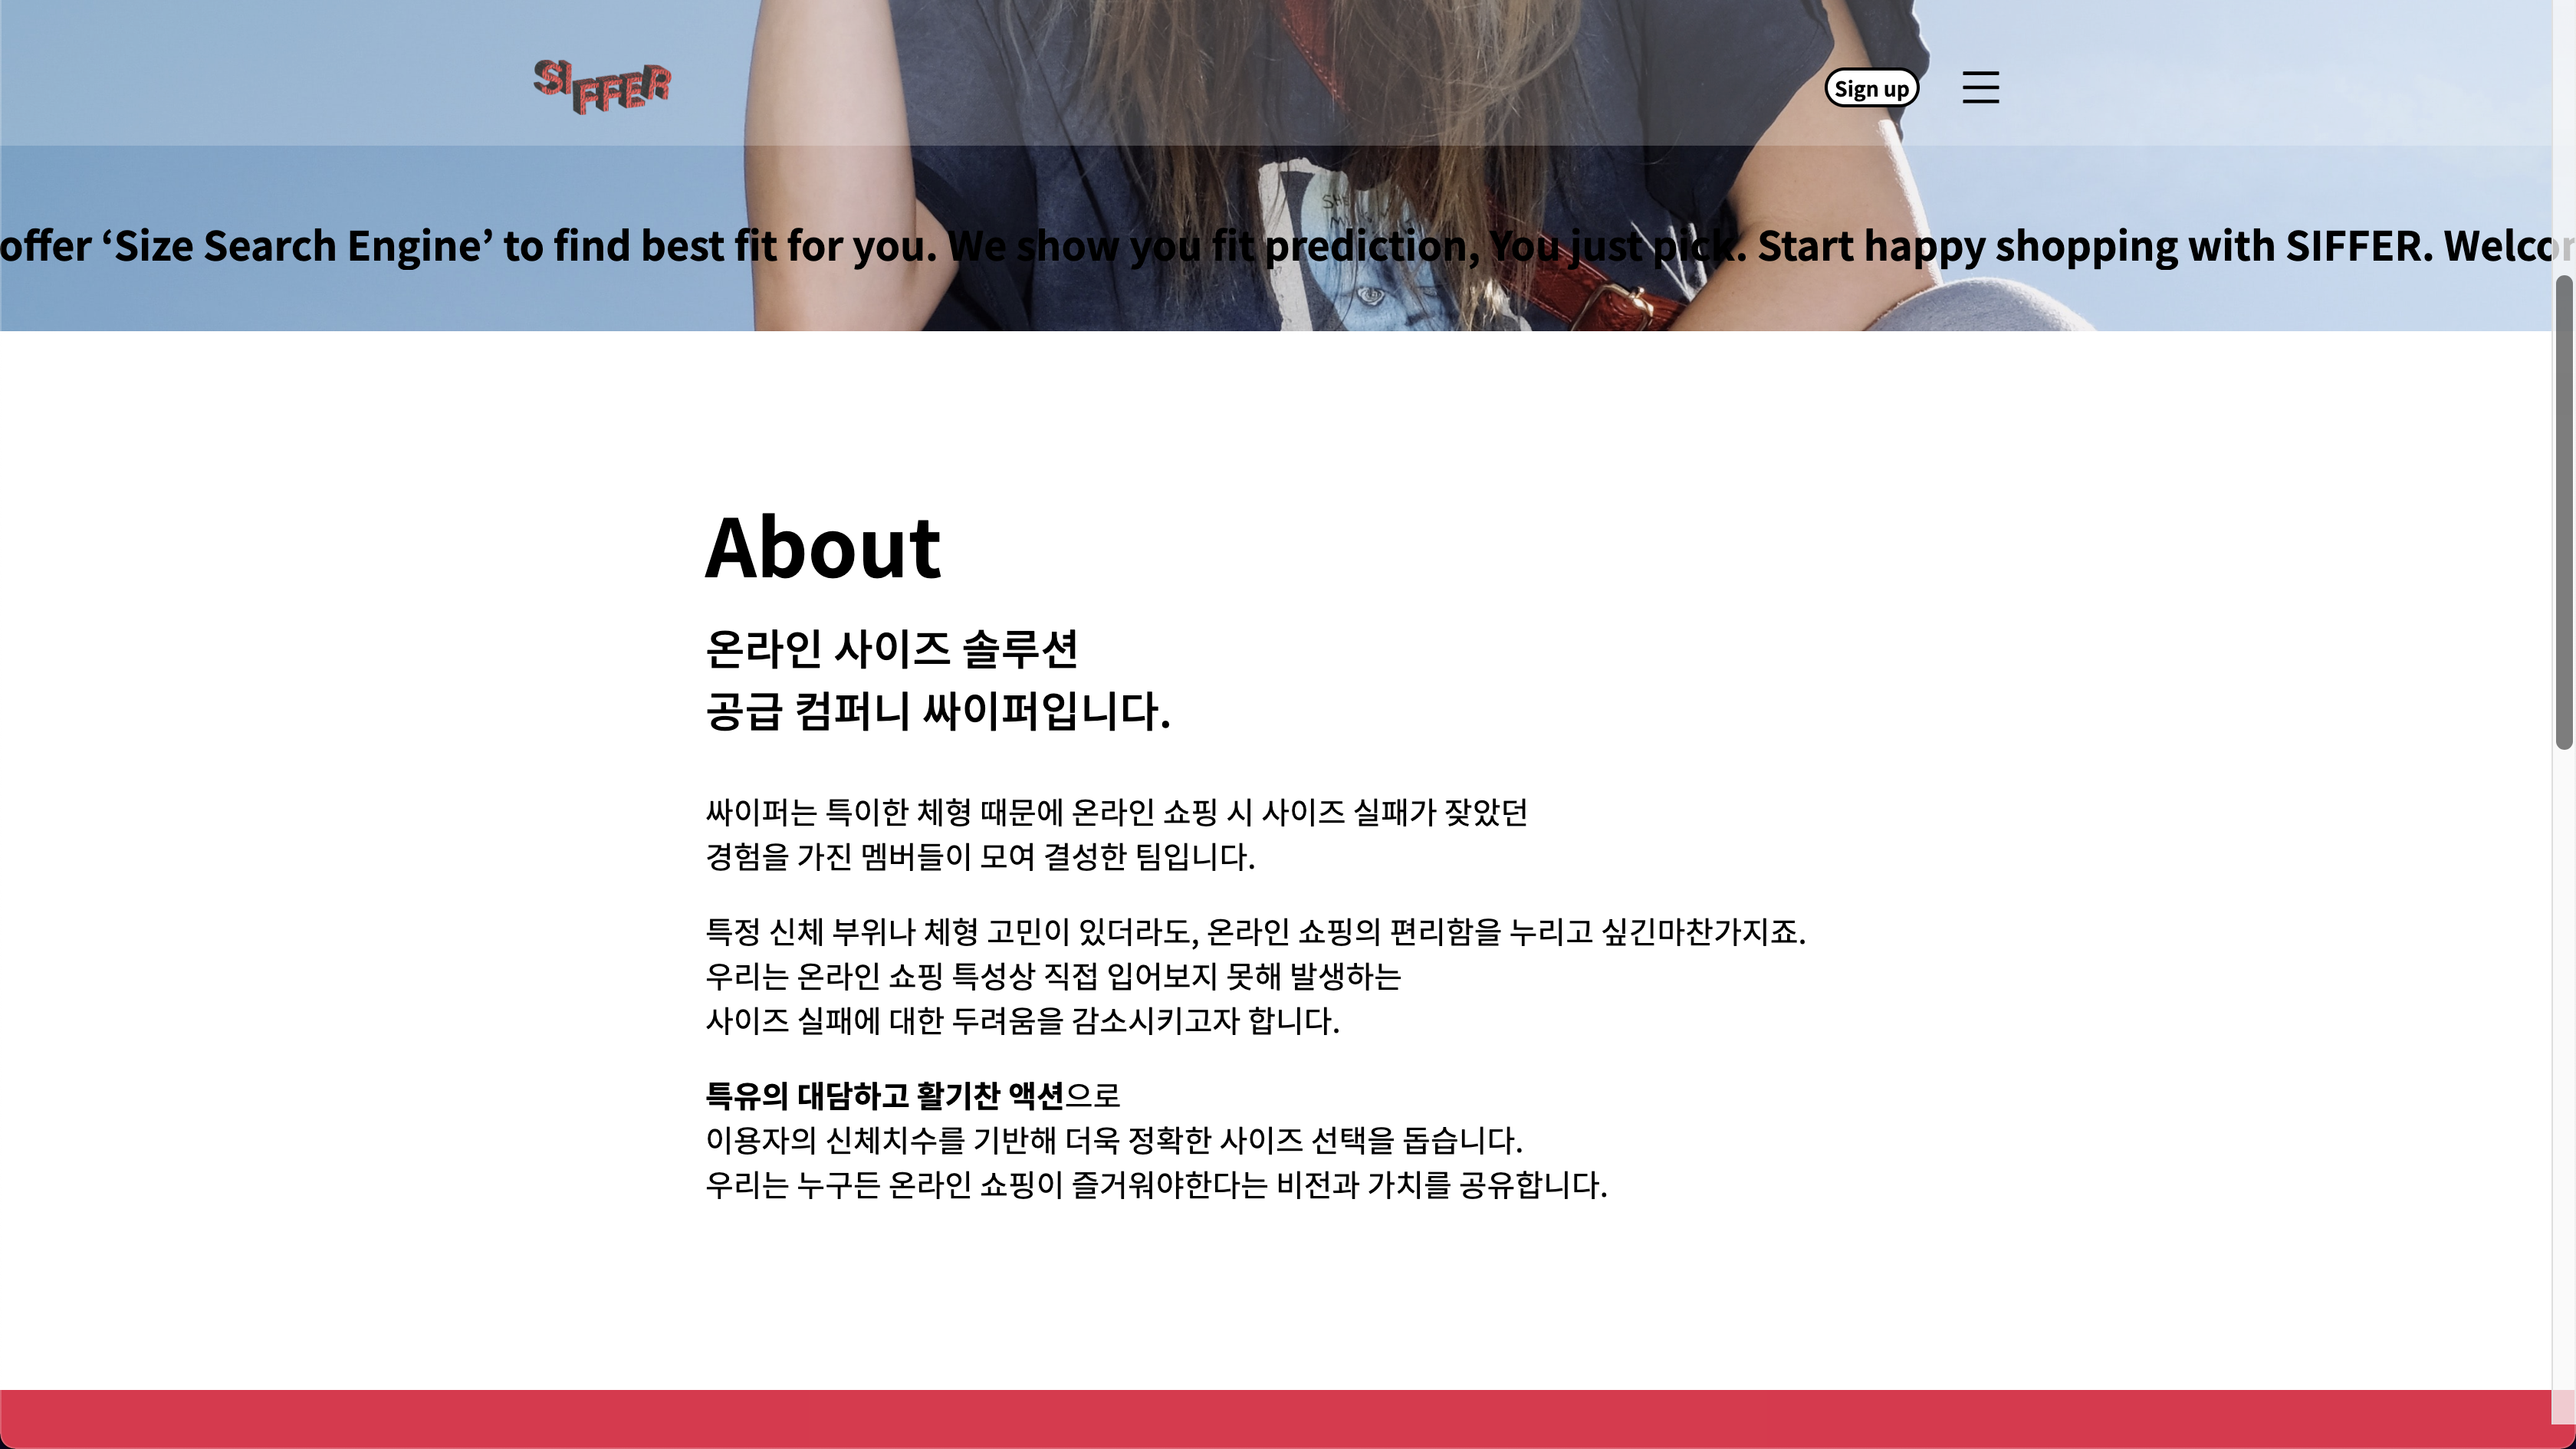 SIFFER
Sign up
offer ‘Size Search Engine’ to find best fit for you. We show you fit prediction, You just pick. Start happy shopping with SIFFER. Welcor
About
온라인 사이즈 솔루션
공급 컴퍼니 싸이퍼입니다.
싸이퍼는 특이한 체형 때문에 온라인 쇼핑 시 사이즈 실패가 잦았던
경험을 가진 멤버들이 모여 결성한 팀입니다.
특정 신체 부위나 체형 고민이 있더라도, 온라인 쇼핑의 편리함을 누리고 싶긴마찬가지죠.
우리는 온라인 쇼핑 특성상 직접 입어보지 못해 발생하는
사이즈 실패에 대한 두려움을 감소시키고자 합니다.
특유의 대담하고 활기찬 액션으로
이용자의 신체치수를 기반해 더욱 정확한 사이즈 선택을 돕습니다.
우리는 누구든 온라인 쇼핑이 즐거워야한다는 비전과 가치를 공유합니다.